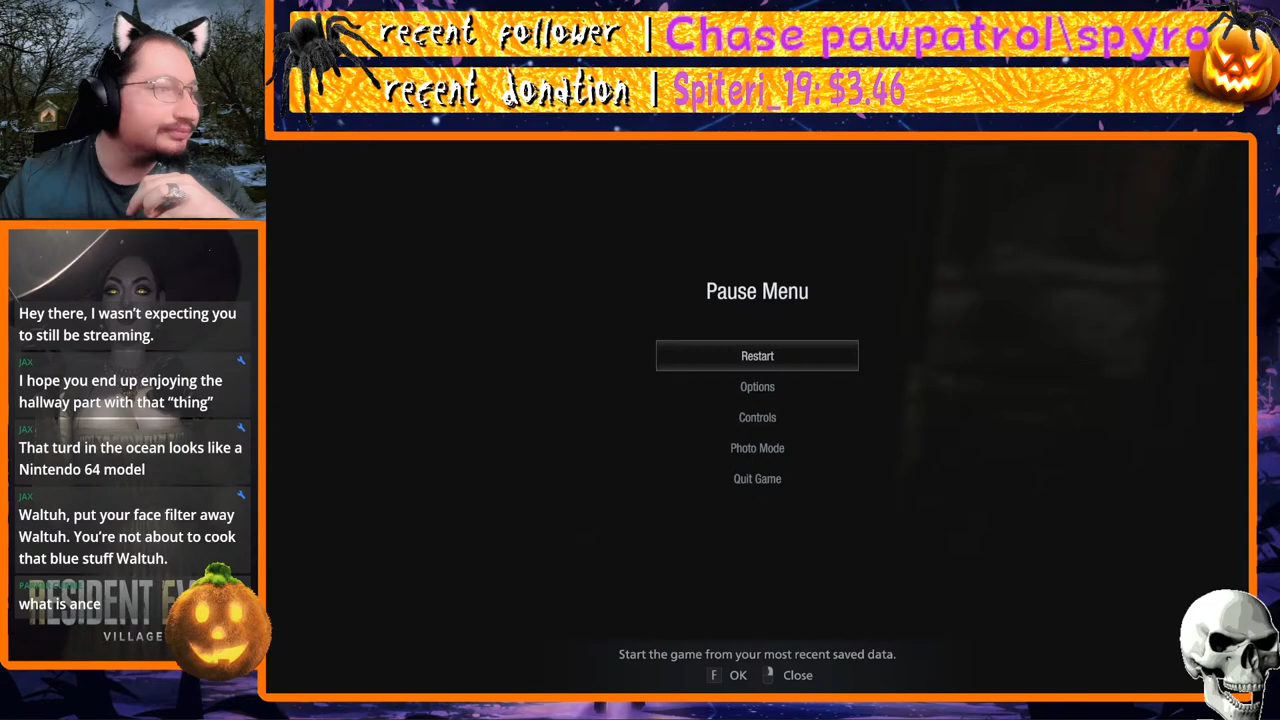 recent follower | Chase pawpatrol\spyro
recent donation | Spiteri_19: $3.46
Hey there, I wasn't expecting you
to still be streaming.
JAX
I hope you end up enjoying the
hallway part with that “thing”
JAX
That turd in the ocean looks like a
Nintendo 64 model
JAX
Waltuh, put your face filter away
Waltuh. You're not about to cook
that blue stuff Waltuh.
what is ance
RESIDENT
VILLAGE
Pause Menu
Restart
Options
Controls
Photo Mode
Quit Game
Start the game from your most recent saved data.
F OK Close